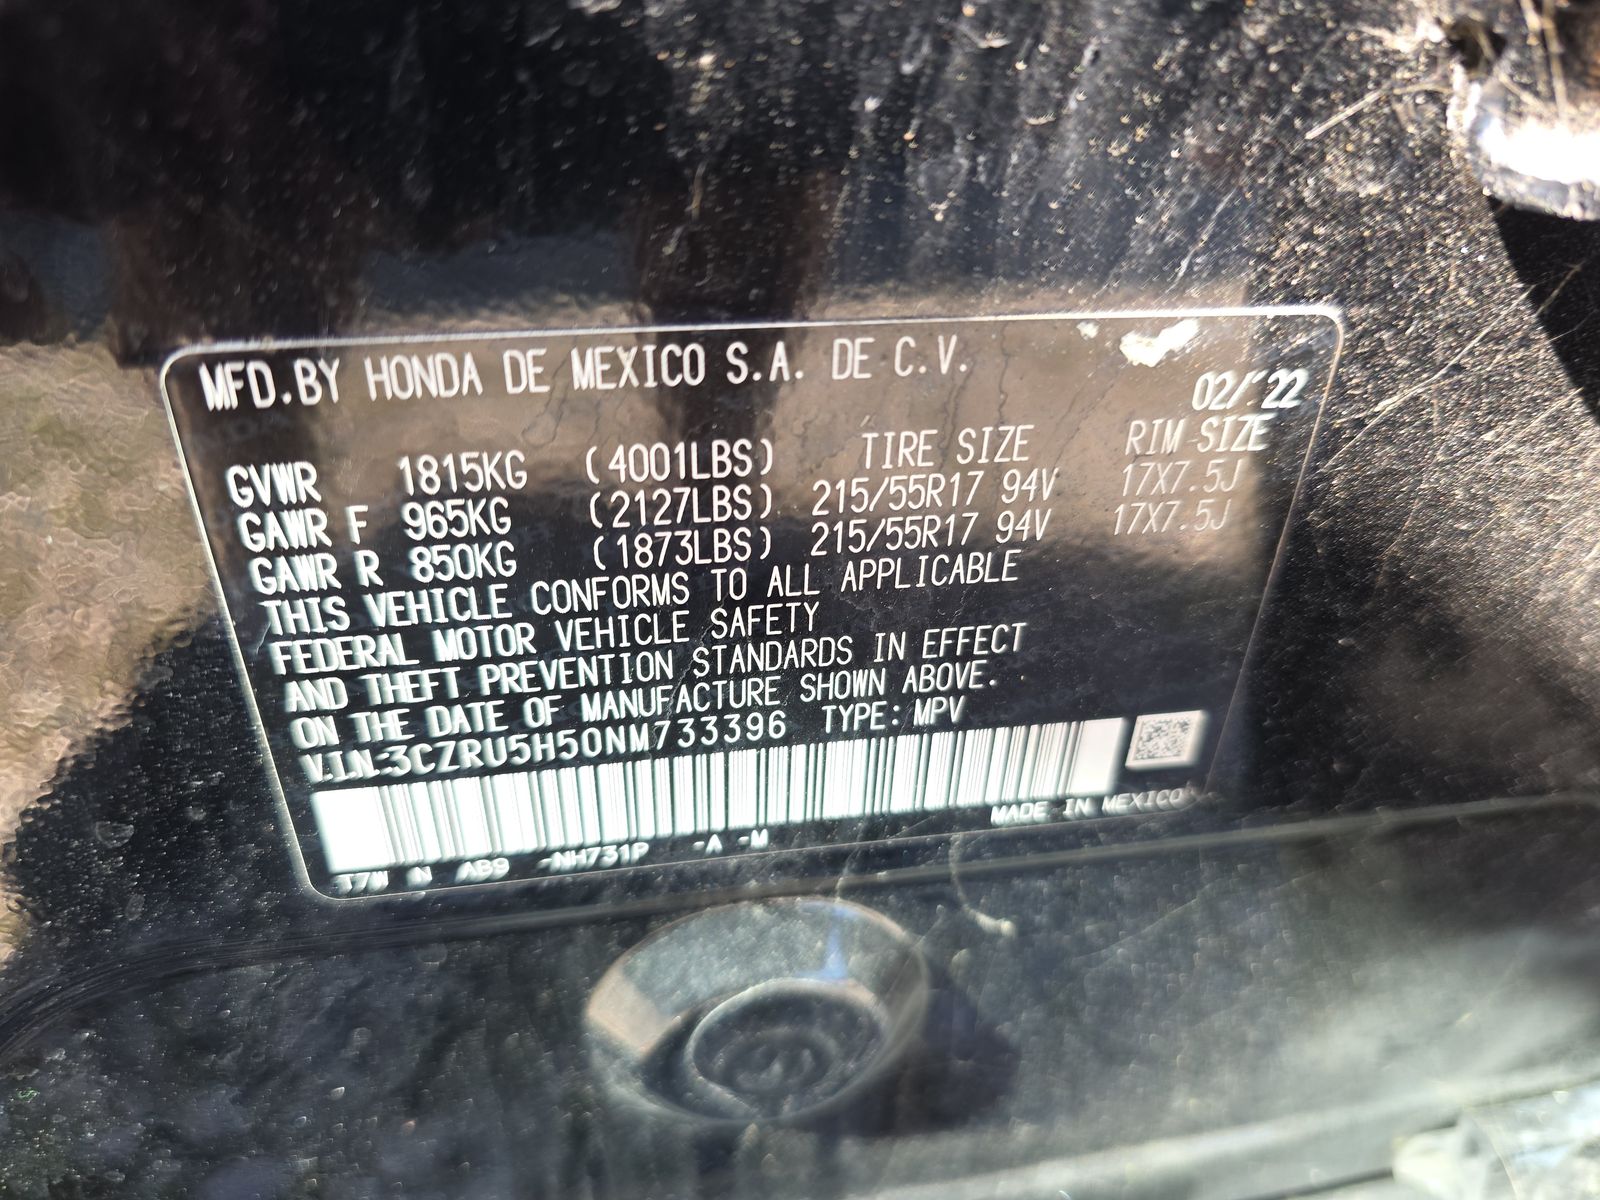 MFD.BY HONDA DE MEXICO S.A. DE C.V.
02/22
GVWR 1815KG (4001LBS) TIRE SIZE RIM SIZE
GAWR F 965KG (2127LBS) 215/55R17 94V 17X7.5J
GAWR R 850KG (1873LBS) 215/55R17 94V 17X7.5J
THIS VEHICLE CONFORMS TO ALL APPLICABLE
FEDERAL MOTOR VEHICLE SAFETY
AND THEFT PREVENTION STANDARDS IN EFFECT
ON THE DATE OF MANUFACTURE SHOWN ABOVE.
V.I.N:3CZRU5H50NM733396 TYPE: MPV
MADE IN MEXICO
T7W N AB9 -NH731P -A -M